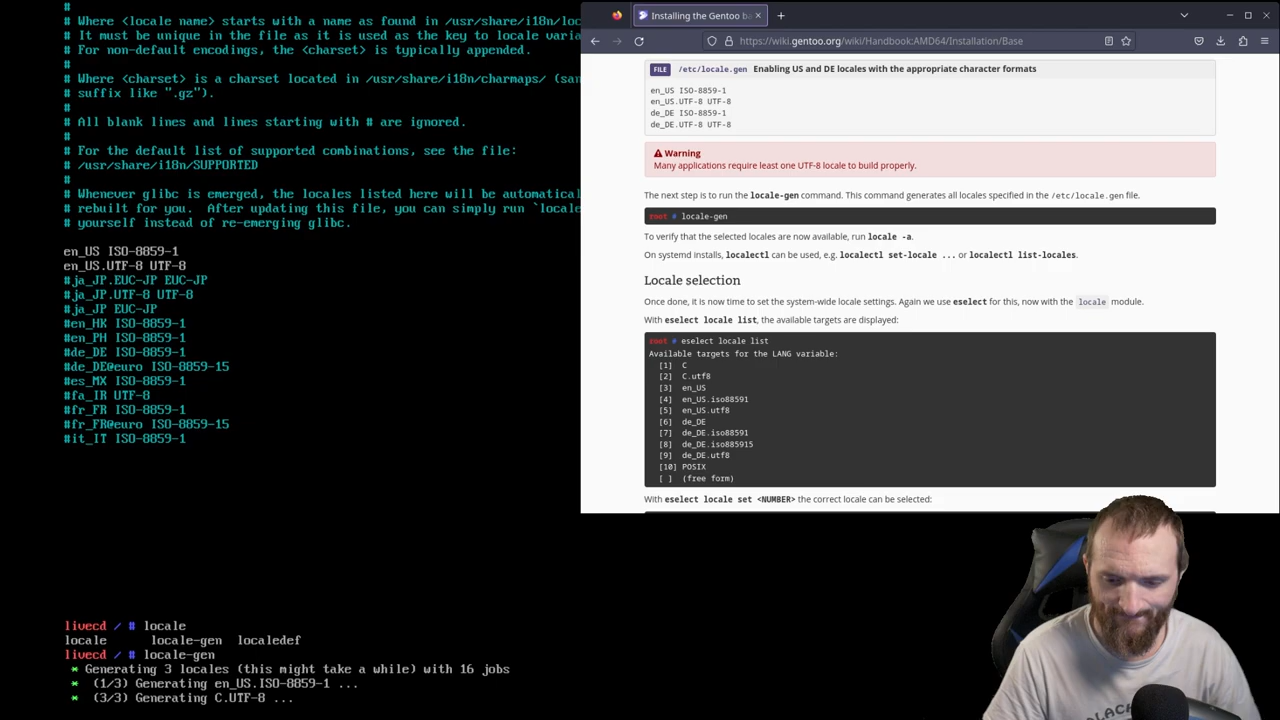 #
# Where <locale name> starts with a name as found in /usr/share/i18n/loc
# It must be unique in the file as it is used as the key to locale varia
# For non-default encodings, the <charset> is typically appended.
#
# Where <charset> is a charset located in /usr/share/i18n/charmaps/ (san
# suffix like ".gz").
#
# All blank lines and lines starting with # are ignored.
#
# For the default list of supported combinations, see the file:
# /usr/share/i18n/SUPPORTED
#
# Whenever glibc is emerged, the locales listed here will be automatical
# rebuilt for you.  After updating this file, you can simply run `locale
# yourself instead of re-emerging glibc.
en_US ISO-8859-1
en_US.UTF-8 UTF-8
#ja_JP.EUC-JP EUC-JP
#ja_JP.UTF-8 UTF-8
#ja_JP EUC-JP
#en_HK ISO-8859-1
#en_PH ISO-8859-1
#de_DE ISO-8859-1
#de_DE@euro ISO-8859-15
#es_MX ISO-8859-1
#fa_IR UTF-8
#fr_FR ISO-8859-1
#fr_FR@euro ISO-8859-15
#it_IT ISO-8859-1
livecd / # locale
locale locale-gen localedef
livecd / # locale-gen
* Generating 3 locales (this might take a while) with 16 jobs
* (1/3) Generating en_US.ISO-8859-1 ...
* (3/3) Generating C.UTF-8 ...
Installing the Gentoo ba
https://wiki.gentoo.org/wiki/Handbook:AMD64/Installation/Base
FILE /etc/locale.gen Enabling US and DE locales with the appropriate character formats
en_US ISO-8859-1
en_US.UTF-8 UTF-8
de_DE ISO-8859-1
de_DE.UTF-8 UTF-8
Warning
Many applications require least one UTF-8 locale to build properly.
The next step is to run the locale-gen command. This command generates all locales specified in the /etc/locale.gen file.
root # locale-gen
To verify that the selected locales are now available, run locale -a.
On systemd installs, localectl can be used, e.g. localectl set-locale ... or localectl list-locales.
Locale selection
Once done, it is now time to set the system-wide locale settings. Again we use eselect for this, now with the locale module.
With eselect locale list, the available targets are displayed:
root # eselect locale list
Available targets for the LANG variable:
[1] C
[2] C.utf8
[3] en_US
[4] en_US.iso88591
[5] en_US.utf8
[6] de_DE
[7] de_DE.iso88591
[8] de_DE.iso885915
[9] de_DE.utf8
[10] POSIX
[ ] (free form)
With eselect locale set <NUMBER> the correct locale can be selected: